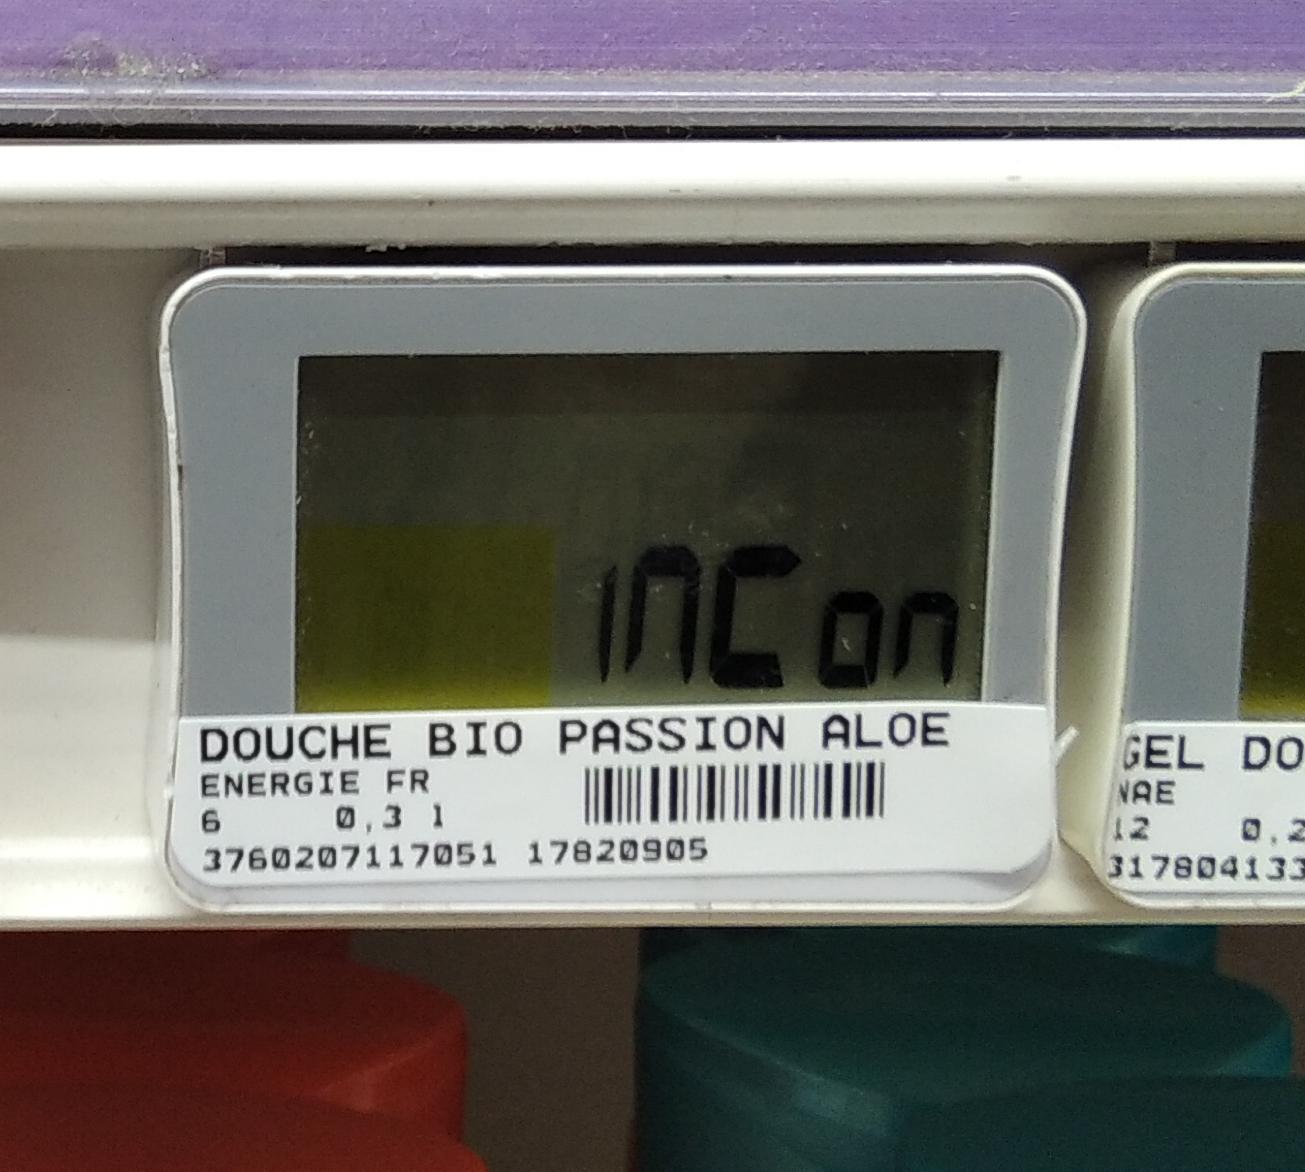 INCon
DOUCHE BIO PASSION ALOE
ENERGIE FR
6 0,3 l
3760207117051 17820905
GEL DO
NAE
12 0,2
317804133